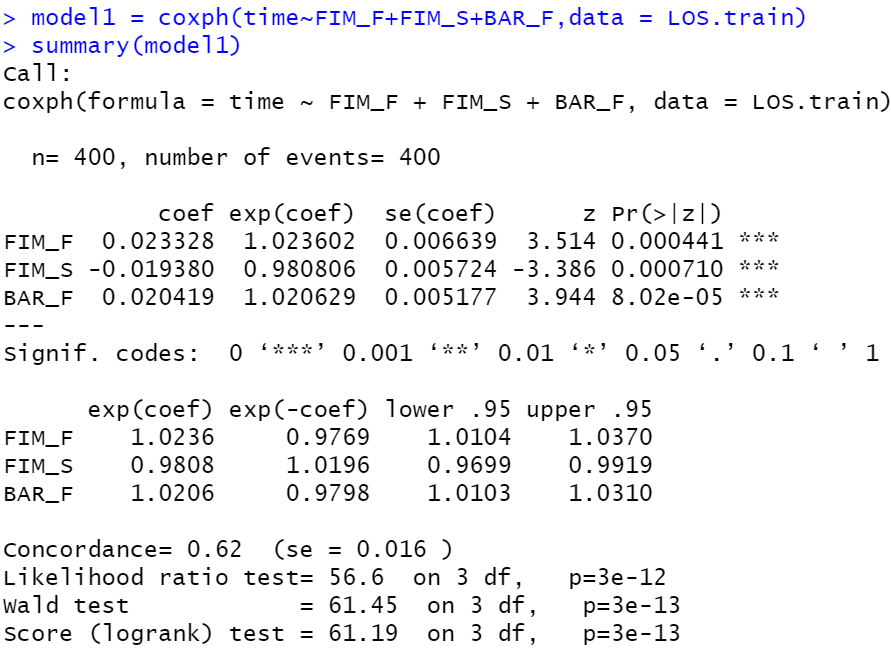 > model1 = coxph(time~FIM_F+FIM_S+BAR_F,data = LOS.train)
> summary(model1)
Call:
coxph(formula = time ~ FIM_F + FIM_S + BAR_F, data = LOS.train)

  n= 400, number of events= 400

           coef exp(coef)  se(coef)      z Pr(>|z|)
FIM_F  0.023328  1.023602  0.006639  3.514 0.000441 ***
FIM_S -0.019380  0.980806  0.005724 -3.386 0.000710 ***
BAR_F  0.020419  1.020629  0.005177  3.944 8.02e-05 ***
---
Signif. codes:  0 ‘***’ 0.001 ‘**’ 0.01 ‘*’ 0.05 ‘.’ 0.1 ‘ ’ 1

      exp(coef) exp(-coef) lower .95 upper .95
FIM_F    1.0236     0.9769    1.0104    1.0370
FIM_S    0.9808     1.0196    0.9699    0.9919
BAR_F    1.0206     0.9798    1.0103    1.0310

Concordance= 0.62  (se = 0.016 )
Likelihood ratio test= 56.6  on 3 df,   p=3e-12
Wald test            = 61.45  on 3 df,   p=3e-13
Score (logrank) test = 61.19  on 3 df,   p=3e-13